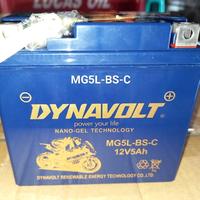 MG5L-BS-C
DYNAVOLT
power your life
NANO-GEL TECHNOLOGY
MG5L-BS-C
12V5Ah
DYNAVOLT RENEWABLE ENERGY TECHNOLOGY CO.,LTD.